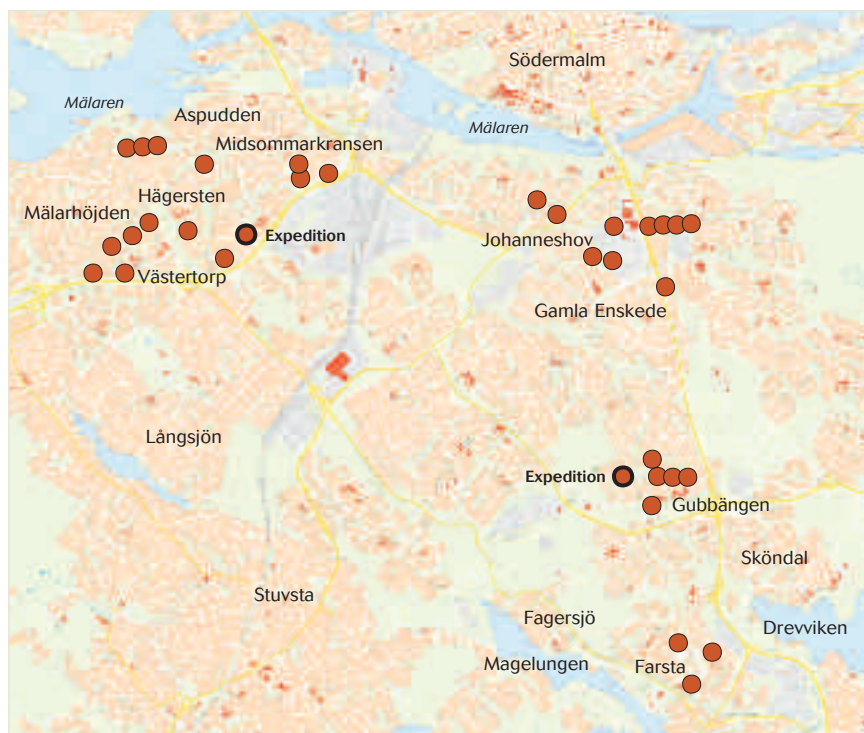 Södermalm
Mälaren
Aspudden
Mälaren
Midsommarkransen
Hägersten
Mälarhöjden
Expedition
Johanneshov
Västertorp
Gamla Enskede
Långsjön
Expedition
Gubbängen
Sköndal
Stuvsta
Fagersjö
Drevviken
Magelungen
Farsta